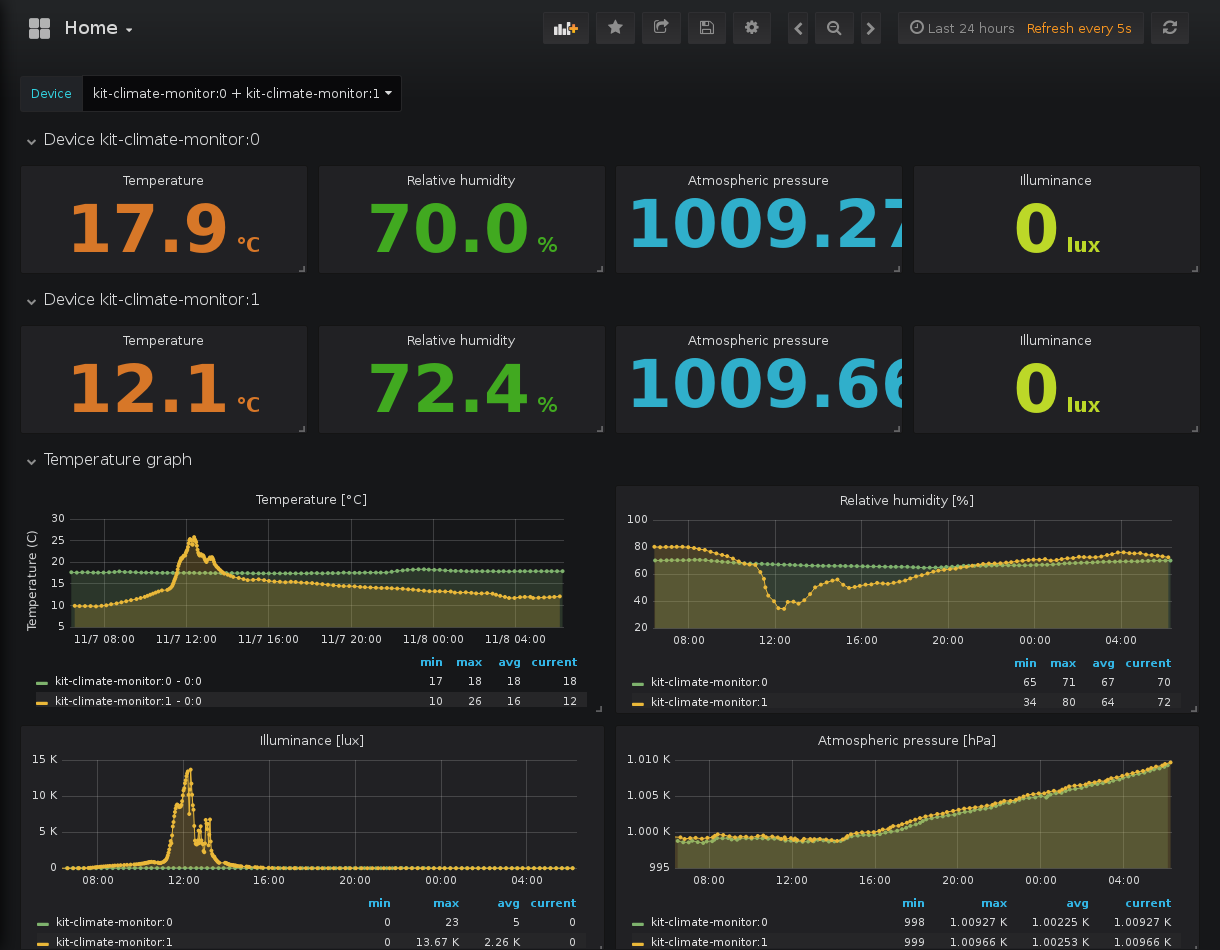 Home
Last 24 hours Refresh every 5s
Device kit-climate-monitor:0 + kit-climate-monitor:1
Device kit-climate-monitor:0
Temperature Relative humidity Atmospheric pressure Illuminance
17.9 °C 70.0 % 1009.27 0 lux
Device kit-climate-monitor:1
Temperature Relative humidity Atmospheric pressure Illuminance
12.1 °C 72.4 % 1009.66 0 lux
Temperature graph
Temperature [°C]
Temperature (C)
30
25
20
15
10
5
11/7 08:00 11/7 12:00 11/7 16:00 11/7 20:00 11/8 00:00 11/8 04:00
min max avg current
kit-climate-monitor:0 - 0:0 17 18 18 18
kit-climate-monitor:1 - 0:0 10 26 16 12
Relative humidity [%]
100
80
60
40
20
08:00 12:00 16:00 20:00 00:00 04:00
min max avg current
kit-climate-monitor:0 65 71 67 70
kit-climate-monitor:1 34 80 64 72
Illuminance [lux]
15 K
10 K
5 K
0
08:00 12:00 16:00 20:00 00:00 04:00
min max avg current
kit-climate-monitor:0 0 23 5 0
kit-climate-monitor:1 0 13.67 K 2.26 K 0
Atmospheric pressure [hPa]
1.010 K
1.005 K
1.000 K
995
08:00 12:00 16:00 20:00 00:00 04:00
min max avg current
kit-climate-monitor:0 998 1.00927 K 1.00225 K 1.00927 K
kit-climate-monitor:1 999 1.00966 K 1.00253 K 1.00966 K